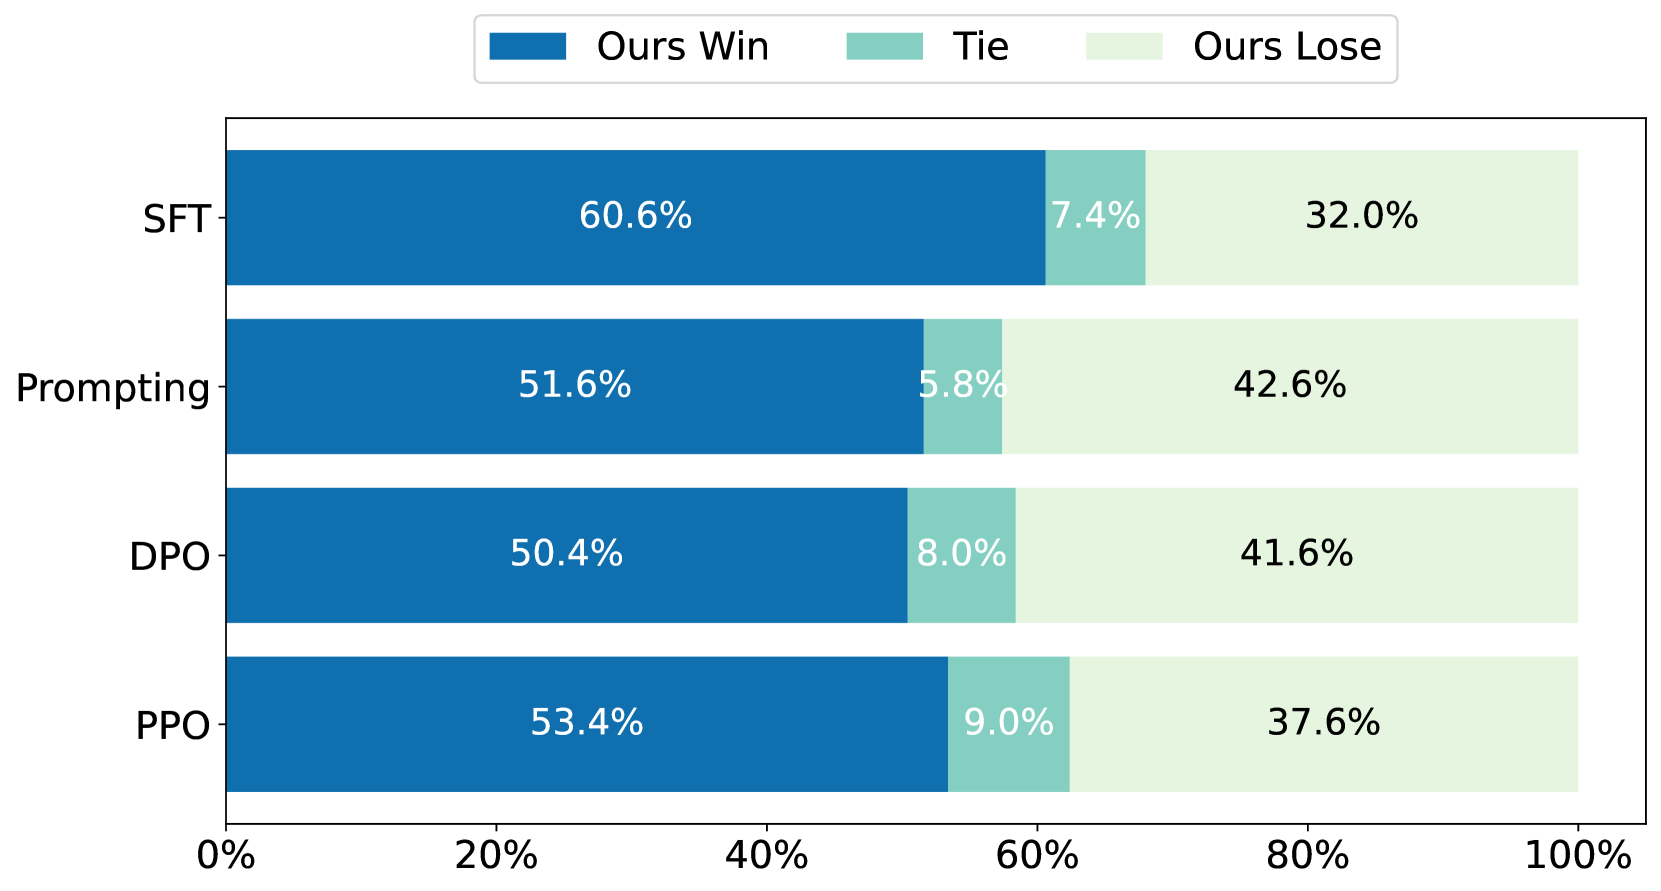 Ours Win Tie Ours Lose
SFT 60.6% 7.4% 32.0%
Prompting 51.6% 5.8% 42.6%
DPO 50.4% 8.0% 41.6%
PPO 53.4% 9.0% 37.6%
0% 20% 40% 60% 80% 100%